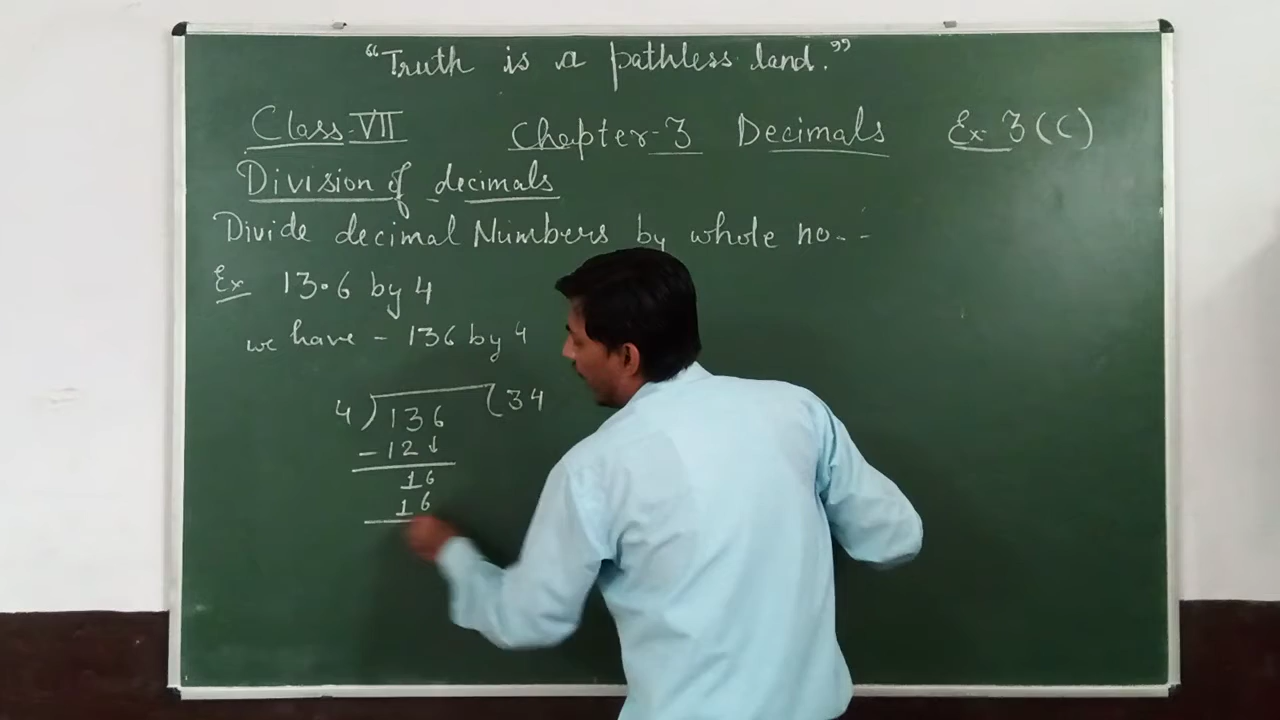 “Truth is a pathless land.”
Class-VII Chapter-3 Decimals Ex 3(C)
Division of decimals
Divide decimal Numbers by whole no. -
Ex 13.6 by 4
we have - 136 by 4
4 ) 136 ( 34
-12↓
16
16